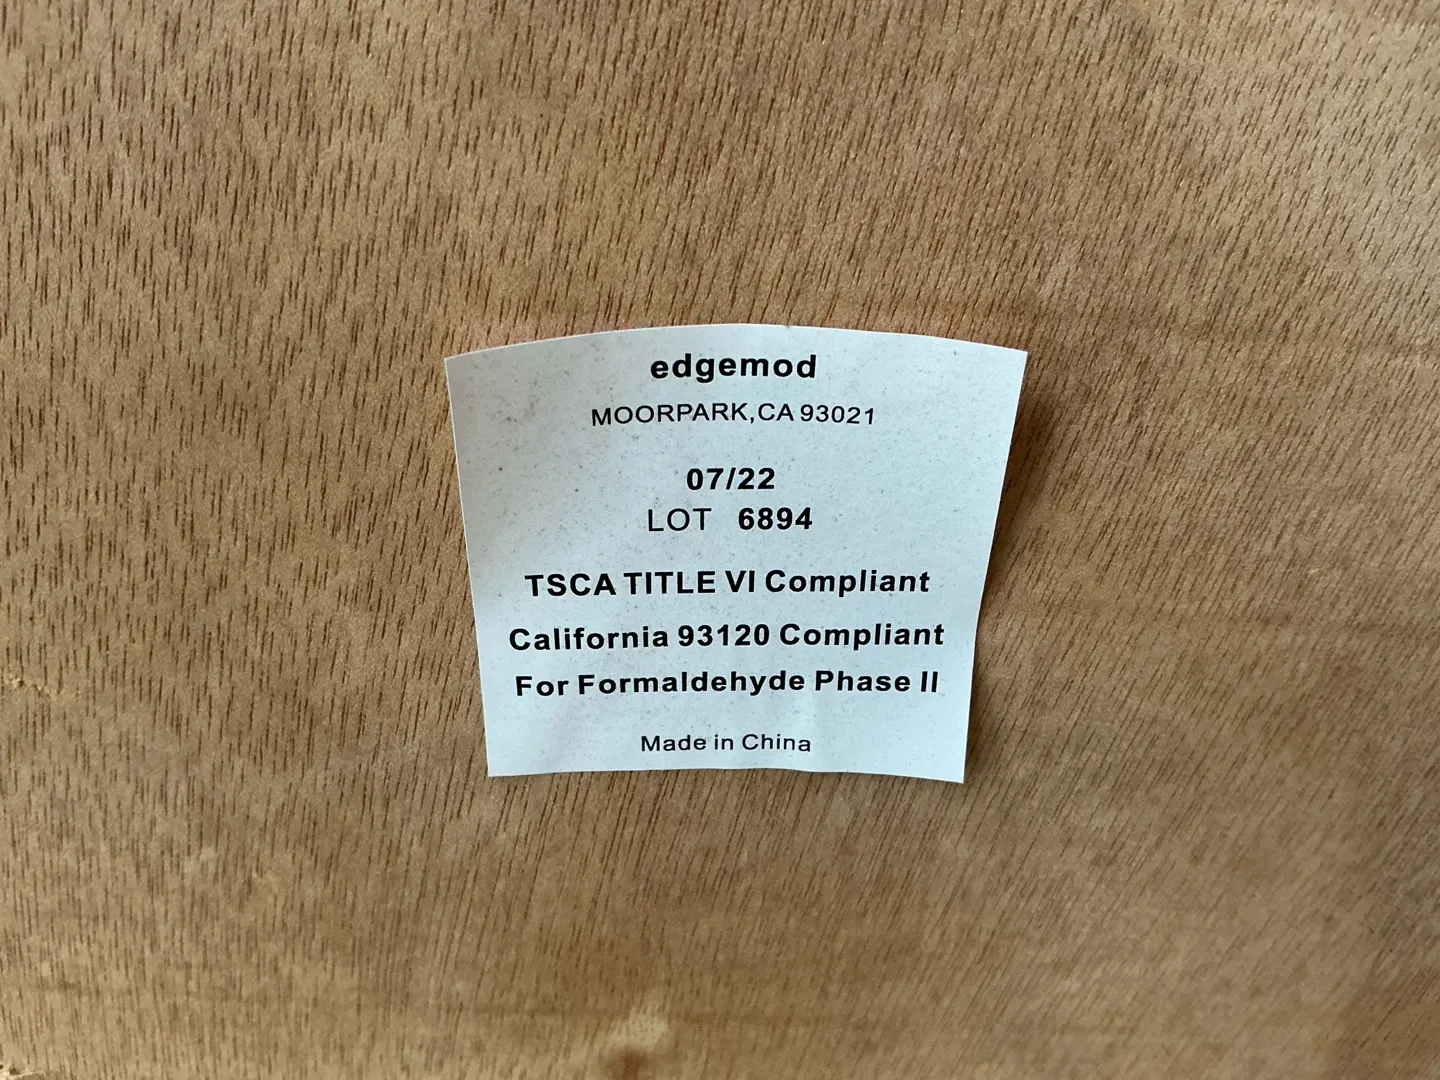 edgemod
MOORPARK,CA 93021
07/22
LOT 6894
TSCA TITLE VI Compliant
California 93120 Compliant
For Formaldehyde Phase II
Made in China